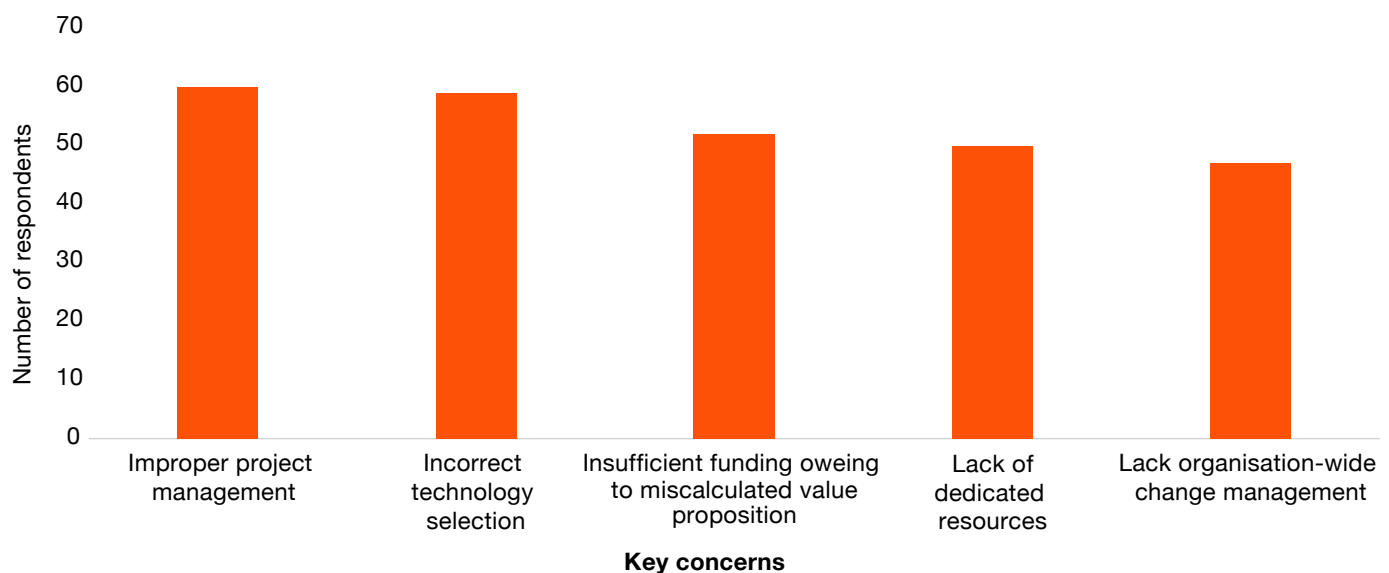 70
60
50
40
30
20
10
0
Number of respondents
Improper project
management
Incorrect
technology
selection
Insufficient funding oweing
to miscalculated value
proposition
Lack of
dedicated
resources
Lack organisation-wide
change management
Key concerns